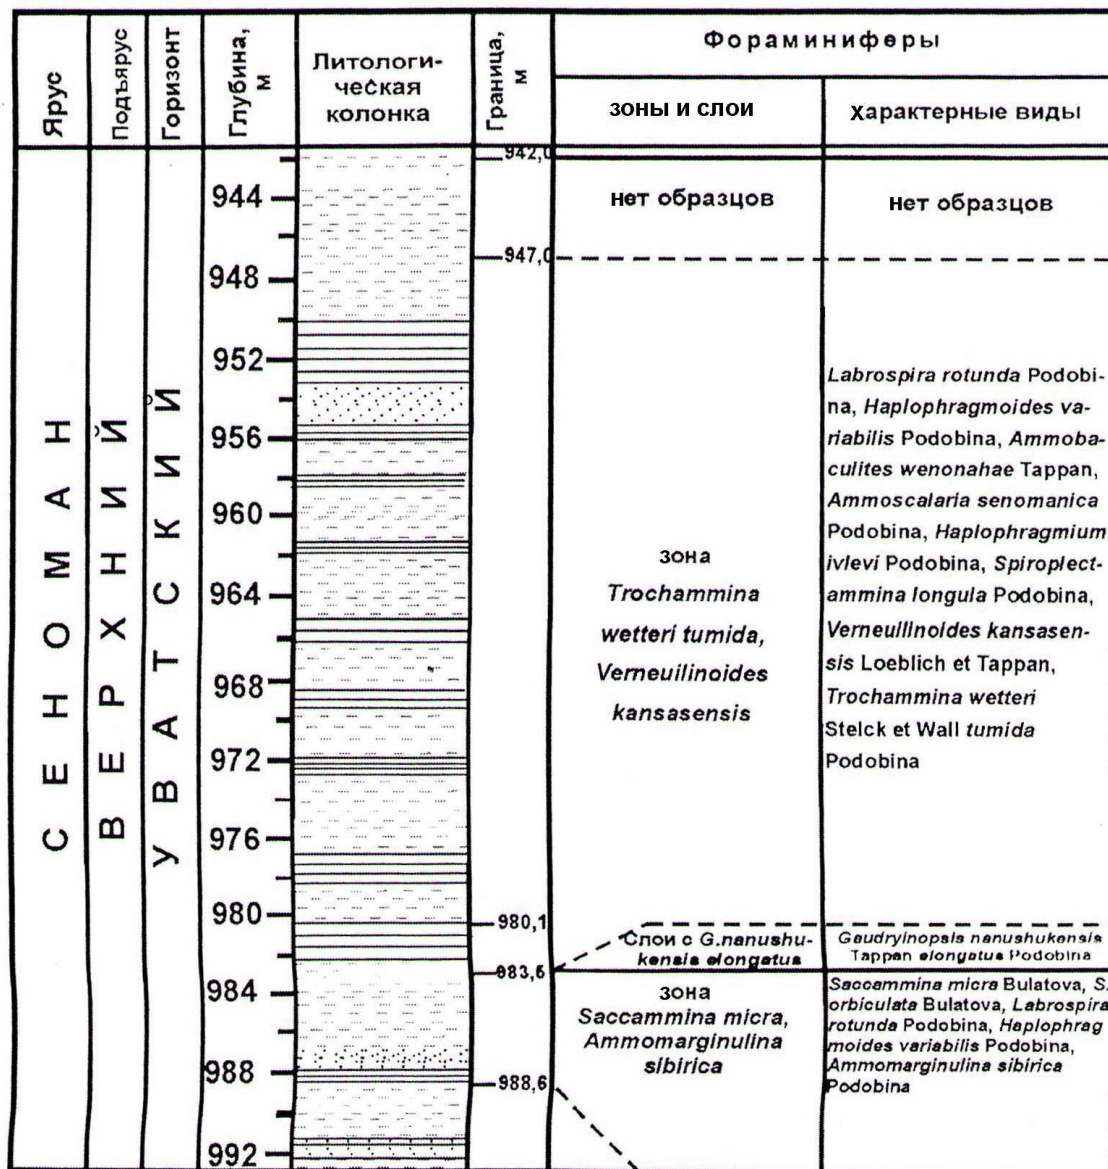 Ярус
Подъярус
Горизонт
Глубина,
м
Литологи-
ческая
колонка
Граница,
м
Фораминиферы
зоны и слои
Характерные виды
СЕНОМАН
ВЕРХНИЙ
УВАТСКИЙ
944
948
952
956
960
964
968
972
976
980
984
988
992
942,0
947,0
980,1
983,6
988,6
нет образцов
нет образцов
зона
Trochammina
wetteri tumida,
Verneuilinoides
kansasensis
Labrospira rotunda Podobi-
na, Haplophragmoides va-
riabilis Podobina, Ammoba-
culites wenonahae Tappan,
Ammoscalaria senomanica
Podobina, Haplophragmium
ivlevi Podobina, Spiroplect-
ammina longula Podobina,
Verneuilinoides kansasen-
sis Loeblich et Tappan,
Trochammina wetteri
Stelck et Wall tumida
Podobina
Слои с G.nanushu-
kensis elongatus
Gaudryinopsis nanushukensis
Tappan elongatus Podobina
зона
Saccammina micra,
Ammomarginulina
sibirica
Saccammina micra Bulatova, S.
orbiculata Bulatova, Labrospira
rotunda Podobina, Haplophrag
moides variabilis Podobina,
Ammomarginulina sibirica
Podobina